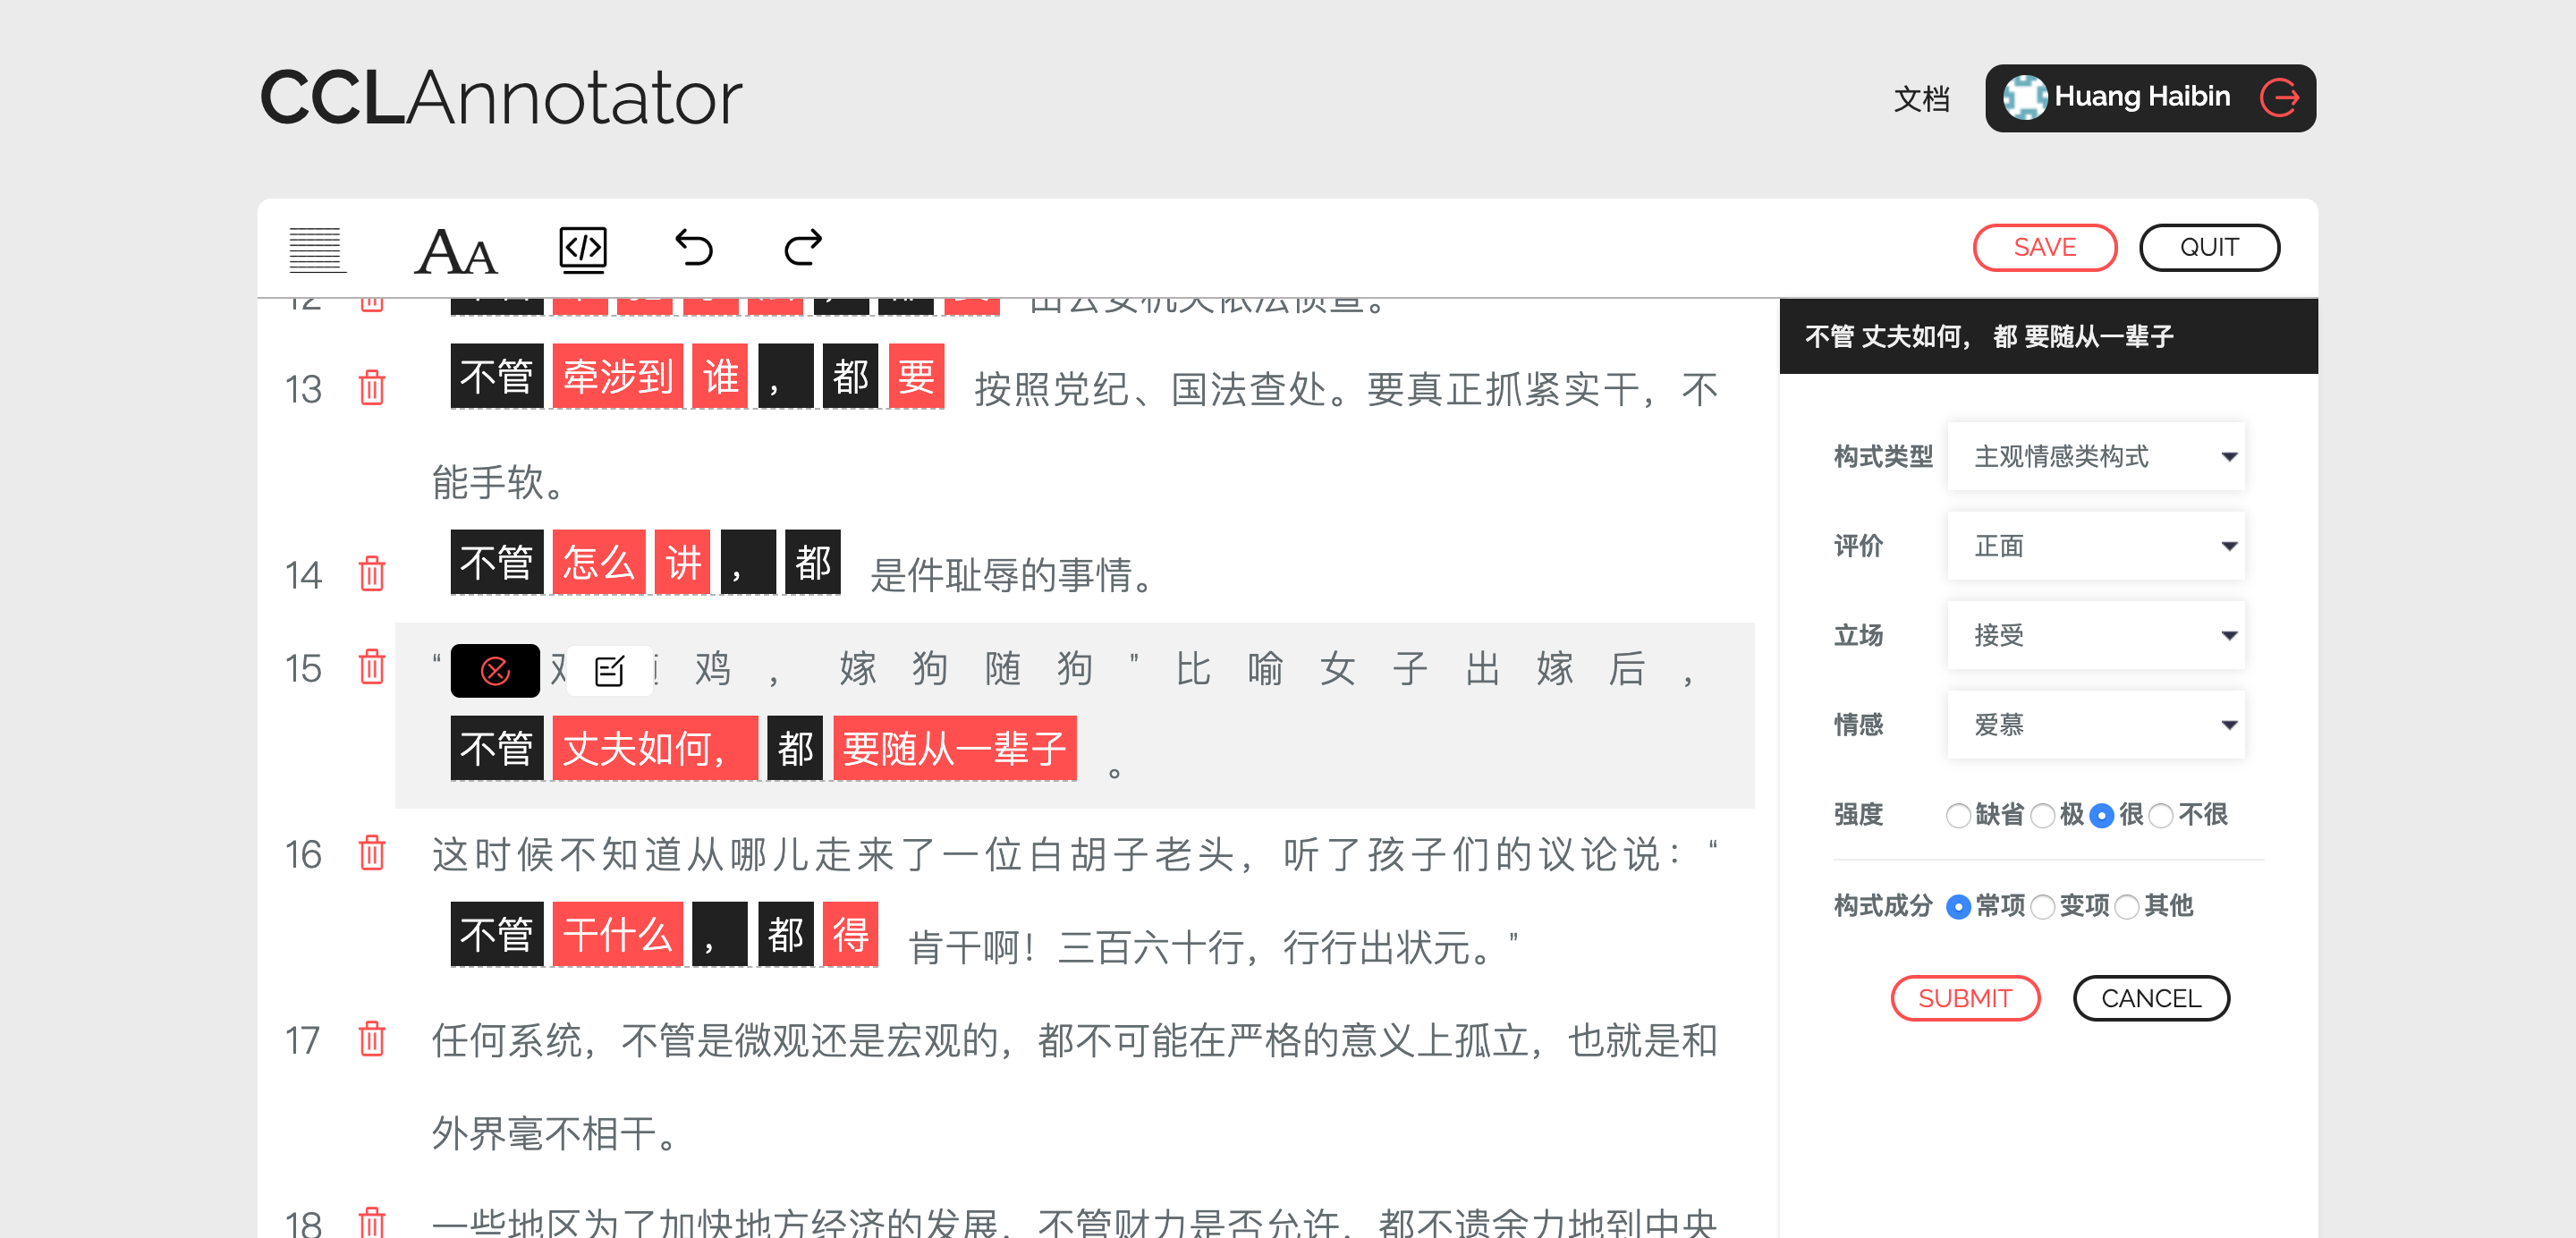 CCLAnnotator
文档 Huang Haibin
AA </> SAVE QUIT
12
13 不管 牵涉到 谁 ， 都 要 按照党纪、国法查处。要真正抓紧实干，不
能手软。
14 不管 怎么 讲 ， 都 是件耻辱的事情。
15 “ 鸡， 嫁狗随狗”比喻女子出嫁后，
不管 丈夫如何， 都 要随从一辈子 。
16 这时候不知道从哪儿走来了一位白胡子老头，听了孩子们的议论说：“
不管 干什么 ， 都 得 肯干啊！三百六十行，行行出状元。”
17 任何系统，不管是微观还是宏观的，都不可能在严格的意义上孤立，也就是和
外界毫不相干。
18 一些地区为了加快地方经济的发展，不管财力是否允许，都不遗余力地到中央
不管 丈夫如何， 都 要随从一辈子
构式类型 主观情感类构式
评价 正面
立场 接受
情感 爱慕
强度 缺省 极 很 不很
构式成分 常项 变项 其他
SUBMIT CANCEL